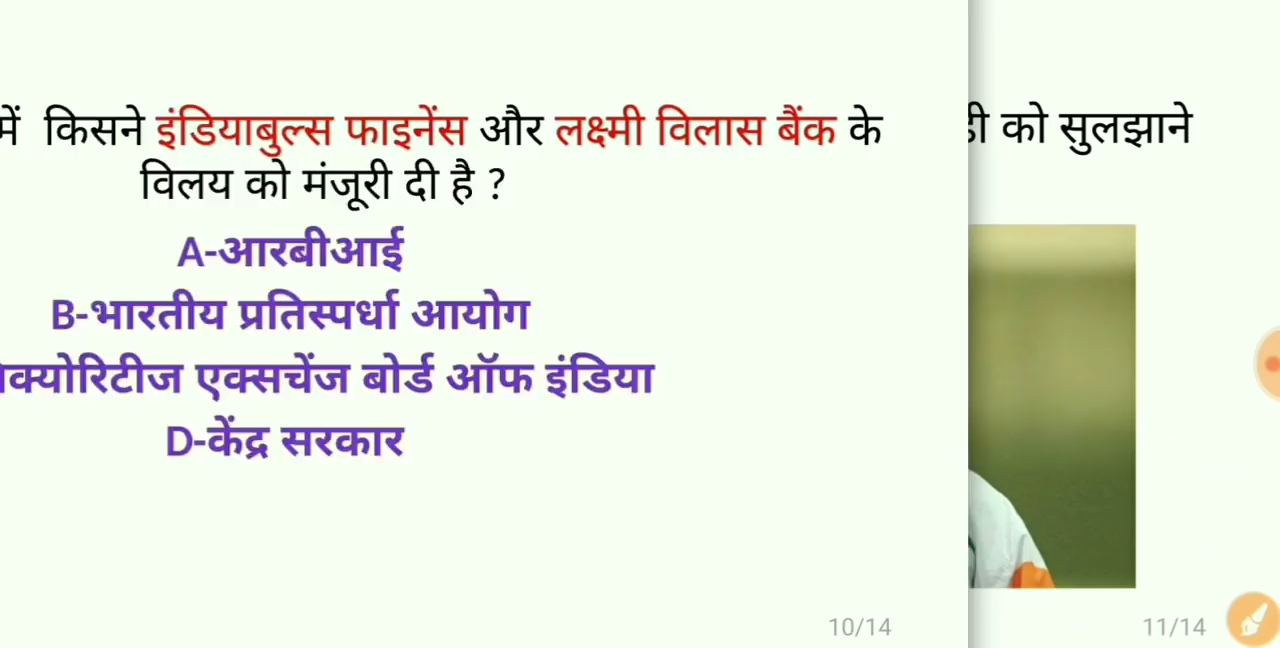 में किसने इंडियाबुल्स फाइनेंस और लक्ष्मी विलास बैंक के
विलय को मंजूरी दी है ?
A-आरबीआई
B-भारतीय प्रतिस्पर्धा आयोग
क्योरिटीज एक्सचेंज बोर्ड ऑफ इंडिया
D-केंद्र सरकार
10/14
को सुलझाने
11/14